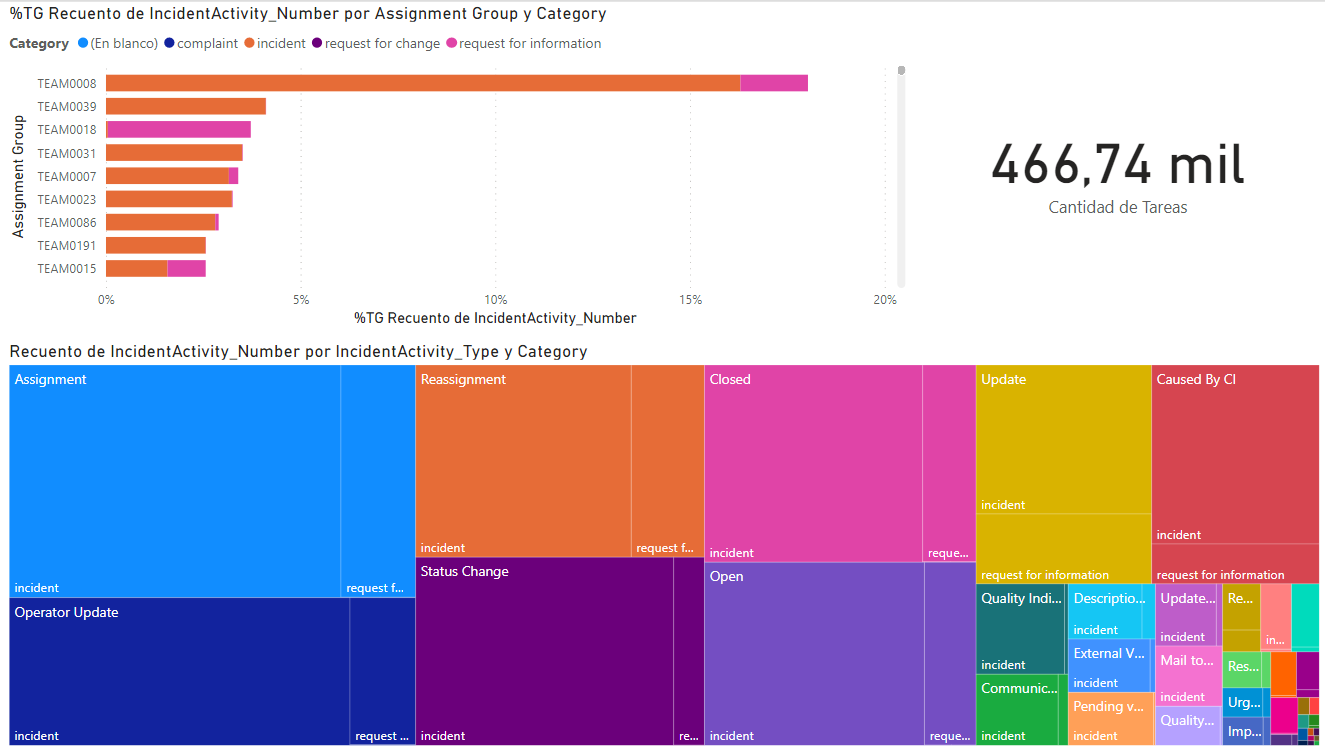 %TG Recuento de IncidentActivity_Number por Assignment Group y Category
Category (En blanco) complaint incident request for change request for information
Assignment Group
TEAM0008
TEAM0039
TEAM0018
TEAM0031
TEAM0007
TEAM0023
TEAM0086
TEAM0191
TEAM0015
0% 5% 10% 15% 20%
%TG Recuento de IncidentActivity_Number
466,74 mil
Cantidad de Tareas
Recuento de IncidentActivity_Number por IncidentActivity_Type y Category
Assignment
incident
request f...
Operator Update
incident
request ...
Reassignment
incident
request f...
Status Change
incident
re...
Closed
incident
reque...
Open
incident
reque...
Update
incident
request for information
Caused By CI
incident
request for information
Quality Indi...
incident
Communic...
incident
Descriptio...
incident
External V...
incident
Pending v...
incident
Update...
incident
Mail to...
incident
Quality...
Re...
in...
Res...
Urg...
Imp...